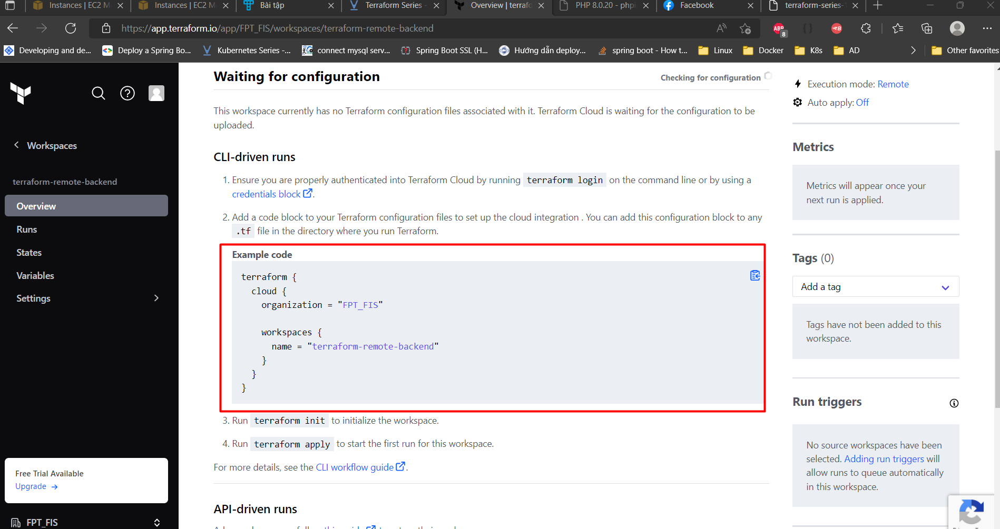 Instances | EC2 M
Instances | EC2 M
Bài tập
Terraform Series -
Overview | terrafo
PHP 8.0.20 - phpi
Facebook
terraform-series-
https://app.terraform.io/app/FPT_FIS/workspaces/terraform-remote-backend
ABP
8
B
Developing and de...
Deploy a Spring Bo...
Kubernetes Series -...
connect mysql serv...
Spring Boot SSL (H...
Hướng dẫn deploy...
spring boot - How t...
Linux
Docker
K8s
AD
Other favorites
Workspaces
terraform-remote-backend
Overview
Runs
States
Variables
Settings
Free Trial Available
Upgrade →
FPT_FIS
Waiting for configuration
Checking for configuration
This workspace currently has no Terraform configuration files associated with it. Terraform Cloud is waiting for the configuration to be
uploaded.
CLI-driven runs
1. Ensure you are properly authenticated into Terraform Cloud by running terraform login on the command line or by using a
credentials block.
2. Add a code block to your Terraform configuration files to set up the cloud integration . You can add this configuration block to any
.tf file in the directory where you run Terraform.
Example code
terraform {
cloud {
organization = "FPT_FIS"
workspaces {
name = "terraform-remote-backend"
}
}
}
3. Run terraform init to initialize the workspace.
4. Run terraform apply to start the first run for this workspace.
For more details, see the CLI workflow guide.
API-driven runs
Execution mode: Remote
Auto apply: Off
Metrics
Metrics will appear once your
next run is applied.
Tags (0)
Add a tag
Tags have not been added to this
workspace.
Run triggers
No source workspaces have been
selected. Adding run triggers will
allow runs to queue automatically
in this workspace.